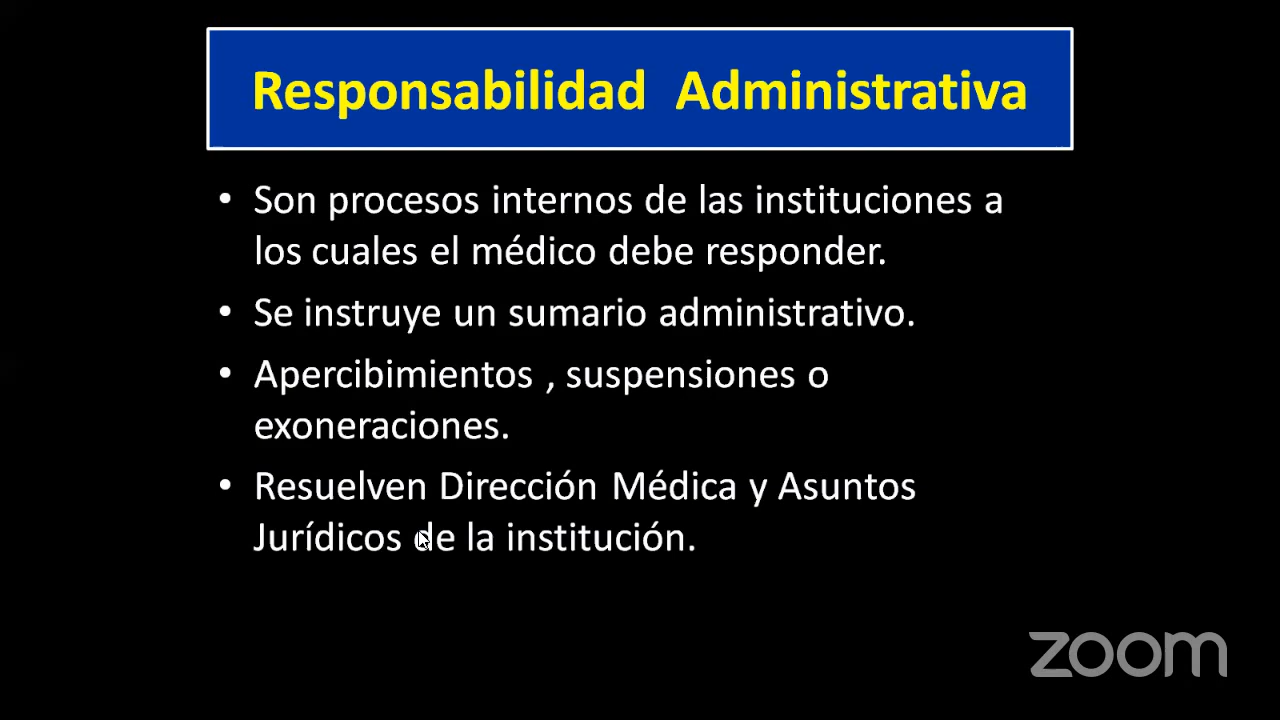 Responsabilidad Administrativa
• Son procesos internos de las instituciones a
los cuales el médico debe responder.
• Se instruye un sumario administrativo.
• Apercibimientos , suspensiones o
exoneraciones.
• Resuelven Dirección Médica y Asuntos
Jurídicos de la institución.
zoom